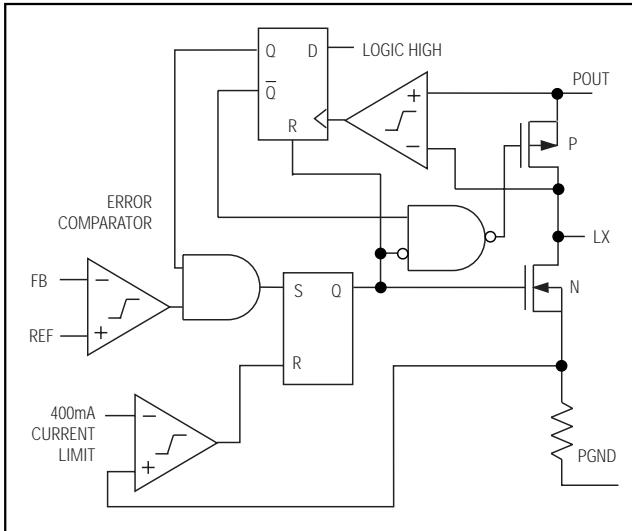 Q
D
LOGIC HIGH
Q
R
+
−
POUT
P
ERROR
COMPARATOR
LX
FB
−
REF
+
S
Q
N
R
400mA
CURRENT
LIMIT
−
+
PGND